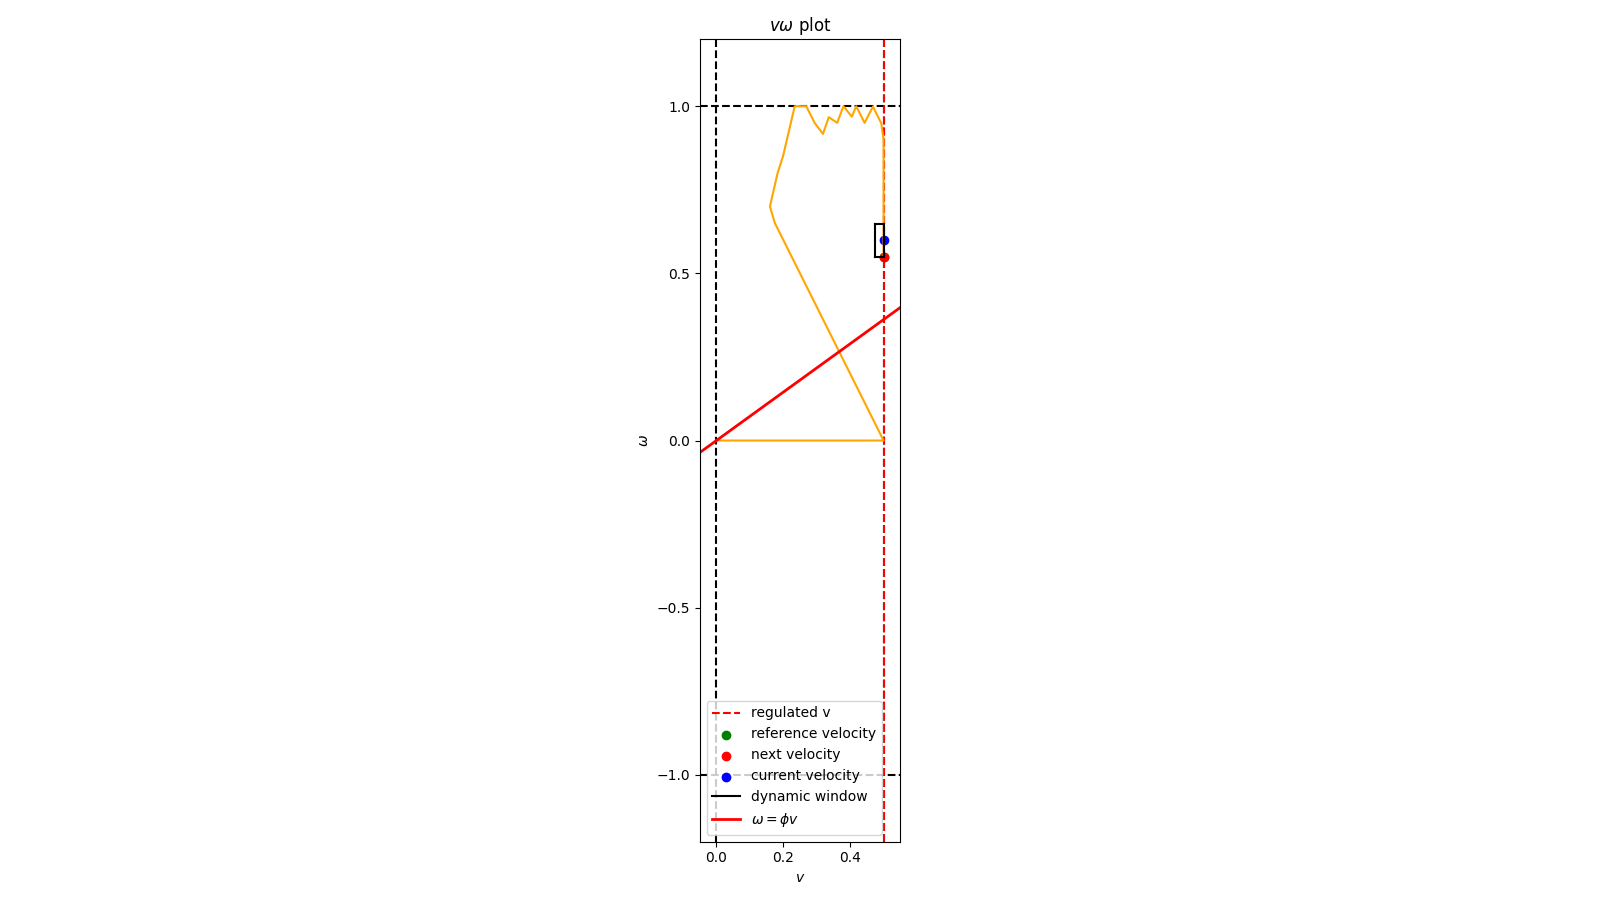 vω plot
ω
1.0
0.5
0.0
−0.5
−1.0
regulated v
reference velocity
next velocity
current velocity
dynamic window
ω = ϕv
0.0 0.2 0.4
v